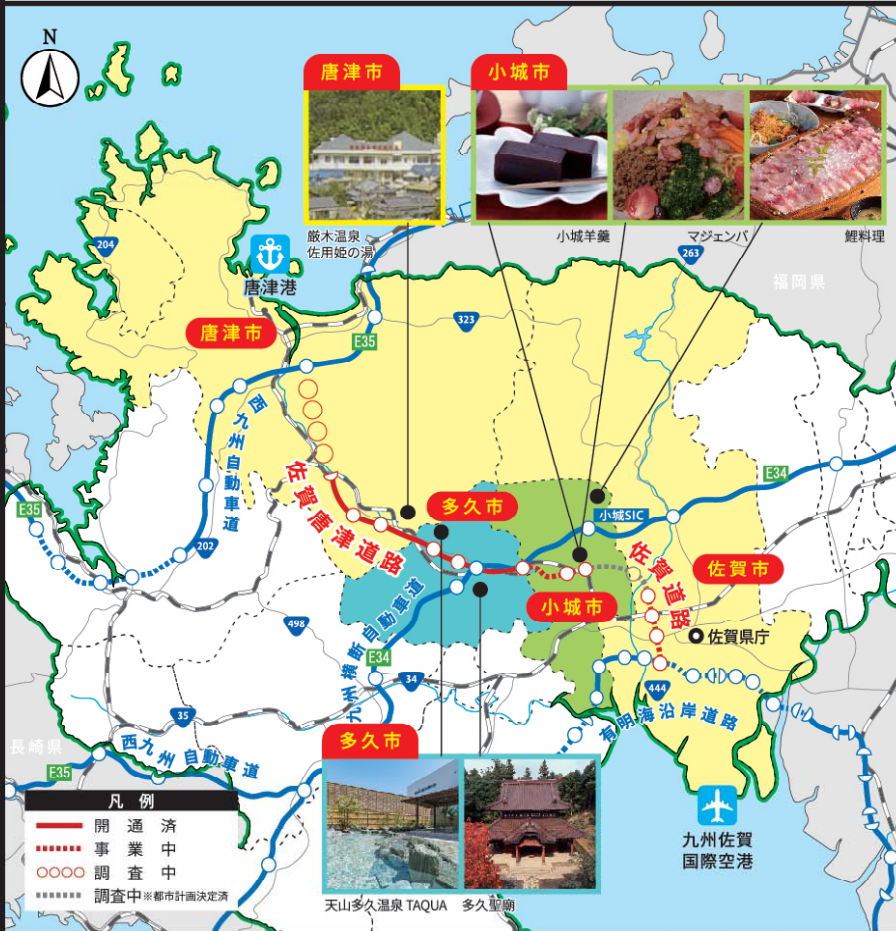 N
唐津市
小城市
厳木温泉
佐用姫の湯
小城羊羹
マジェンバ
鯉料理
204
唐津港
263
福岡県
唐津市
323
E35
西九州自動車道
佐賀唐津道路
E34
E35
202
多久市
小城SIC
佐賀道路
佐賀市
小城市
佐賀県庁
九州横断自動車道
498
E34
34
444
有明海沿岸道路
35
長崎県
西九州自動車道
E35
多久市
凡例
開通済
事業中
調査中
調査中※都市計画決定済
天山多久温泉 TAQUA
多久聖廟
九州佐賀
国際空港